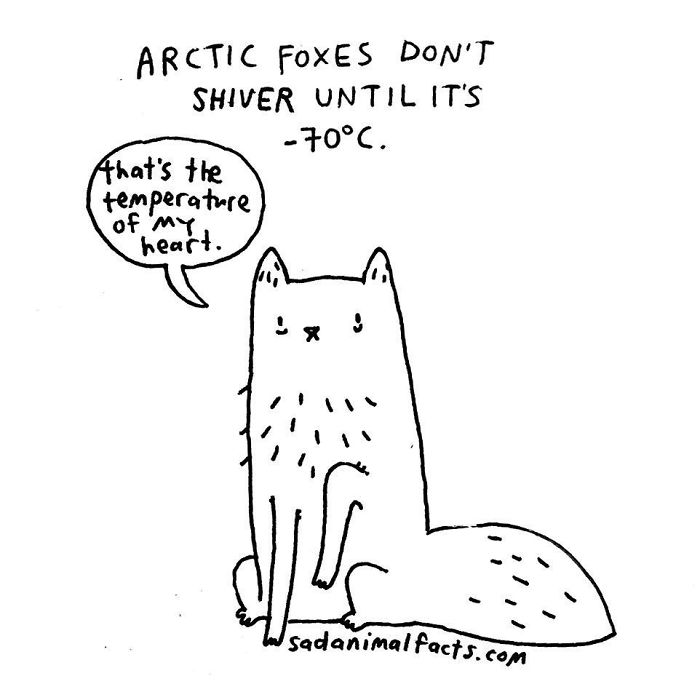 ARCTIC FOXES DON'T
SHIVER UNTIL IT'S
-70°C.
that's the
temperature
of MY
heart.
sadanimalfacts.com